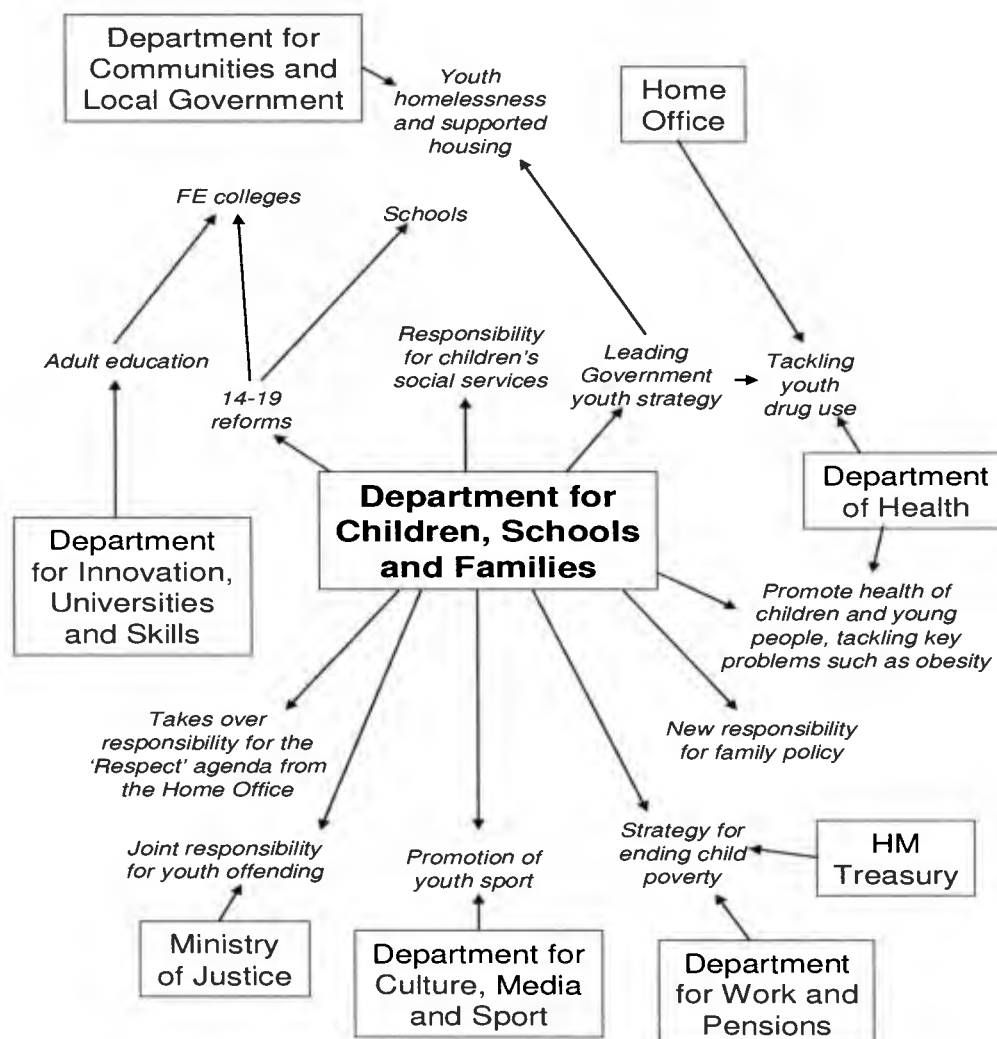 Department for
Communities and
Local Government
Youth
homelessness
and supported
housing
Home
Office
FE colleges
Schools
Adult education
14-19
reforms
Responsibility
for children's
social services
Leading
Government
youth strategy
Tackling
youth
drug use
Department for
Children, Schools
and Families
Department
of Health
Department
for Innovation,
Universities
and Skills
Promote health of
children and young
people, tackling key
problems such as obesity
Takes over
responsibility for the
'Respect' agenda from
the Home Office
New responsibility
for family policy
Joint responsibility
for youth offending
Promotion of
youth sport
Strategy for
ending child
poverty
HM
Treasury
Ministry
of Justice
Department for
Culture, Media
and Sport
Department
for Work and
Pensions